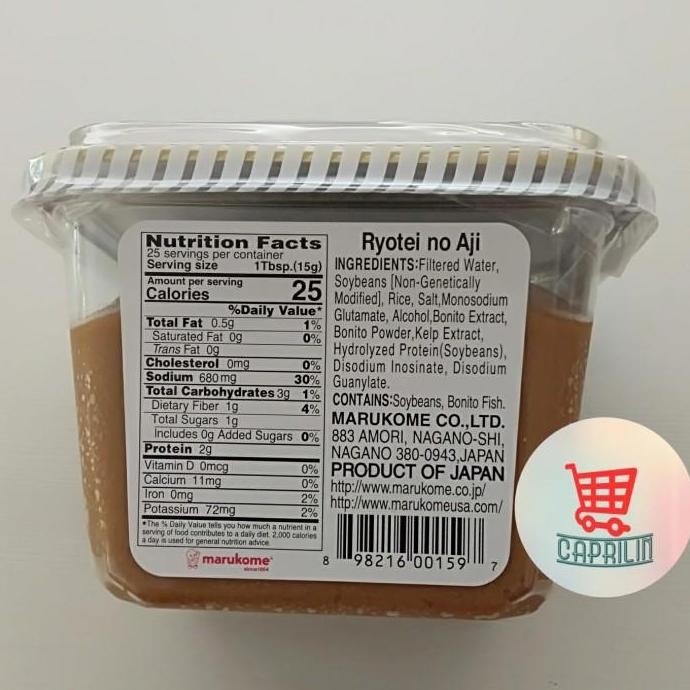 Nutrition Facts
25 servings per container
Serving size 1Tbsp.(15g)
Amount per serving
Calories 25
%Daily Value*
Total Fat 0.5g 1%
Saturated Fat 0g 0%
Trans Fat 0g
Cholesterol 0mg 0%
Sodium 680mg 30%
Total Carbohydrates 3g 1%
Dietary Fiber 1g 4%
Total Sugars 1g
Includes 0g Added Sugars 0%
Protein 2g
Vitamin D 0mcg 0%
Calcium 11mg 0%
Iron 0mg 2%
Potassium 72mg 2%
*The % Daily Value tells you how much a nutrient in a
serving of food contributes to a daily diet. 2,000 calories
a day is used for general nutrition advice.
marukome
since1854
Ryotei no Aji
INGREDIENTS:Filtered Water,
Soybeans [Non-Genetically
Modified], Rice, Salt,Monosodium
Glutamate, Alcohol,Bonito Extract,
Bonito Powder,Kelp Extract,
Hydrolyzed Protein(Soybeans),
Disodium Inosinate, Disodium
Guanylate.
CONTAINS:Soybeans, Bonito Fish.
MARUKOME CO.,LTD.
883 AMORI, NAGANO-SHI,
NAGANO 380-0943,JAPAN
PRODUCT OF JAPAN
http://www.marukome.co.jp/
http://www.marukomeusa.com/
8 98216 00159 7
CAPRILIN